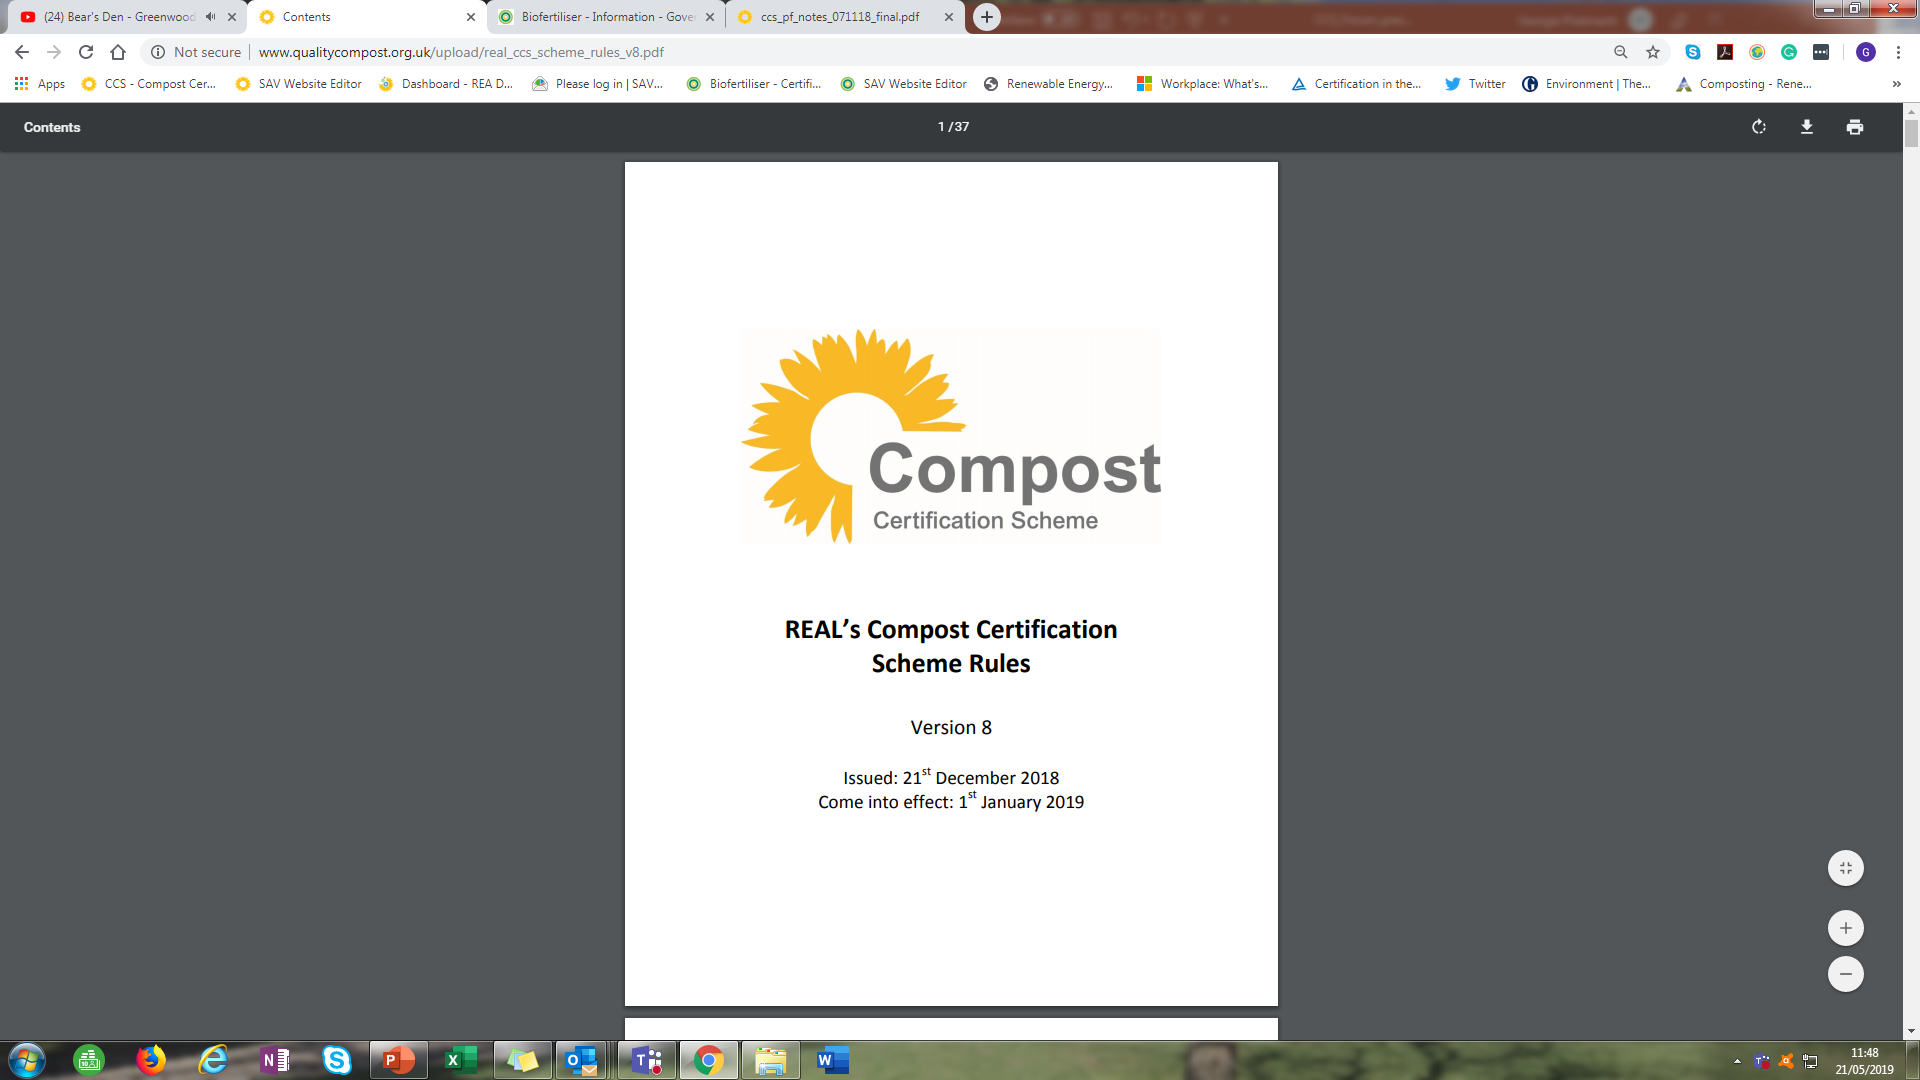 (24) Bear's Den - Greenwood
Contents
Biofertiliser - Information - Gove
ccs_pf_notes_071118_final.pdf
Not secure
www.qualitycompost.org.uk/upload/real_ccs_scheme_rules_v8.pdf
G
Apps
CCS - Compost Cer...
SAV Website Editor
Dashboard - REA D...
Please log in | SAV...
Biofertiliser - Certifi...
SAV Website Editor
Renewable Energy...
Workplace: What's...
Certification in the...
Twitter
Environment | The...
Composting - Rene...
Contents
1 / 37
Compost
Certification Scheme
REAL's Compost Certification
Scheme Rules
Version 8
Issued: 21st December 2018
Come into effect: 1st January 2019
11:48
21/05/2019